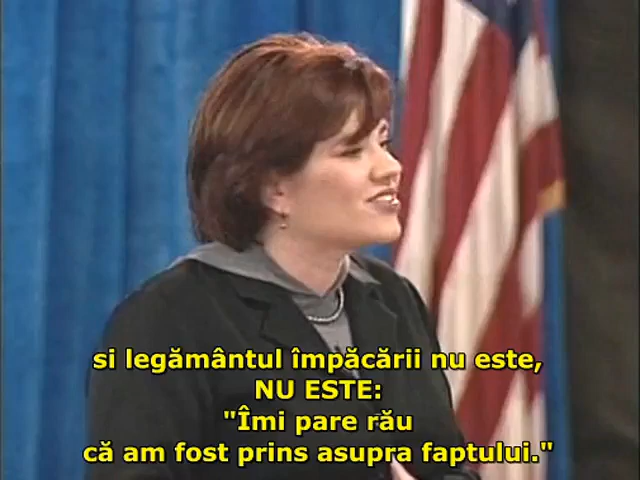 si legământul împăcării nu este,
NU ESTE:
"Îmi pare rău
că am fost prins asupra faptului."